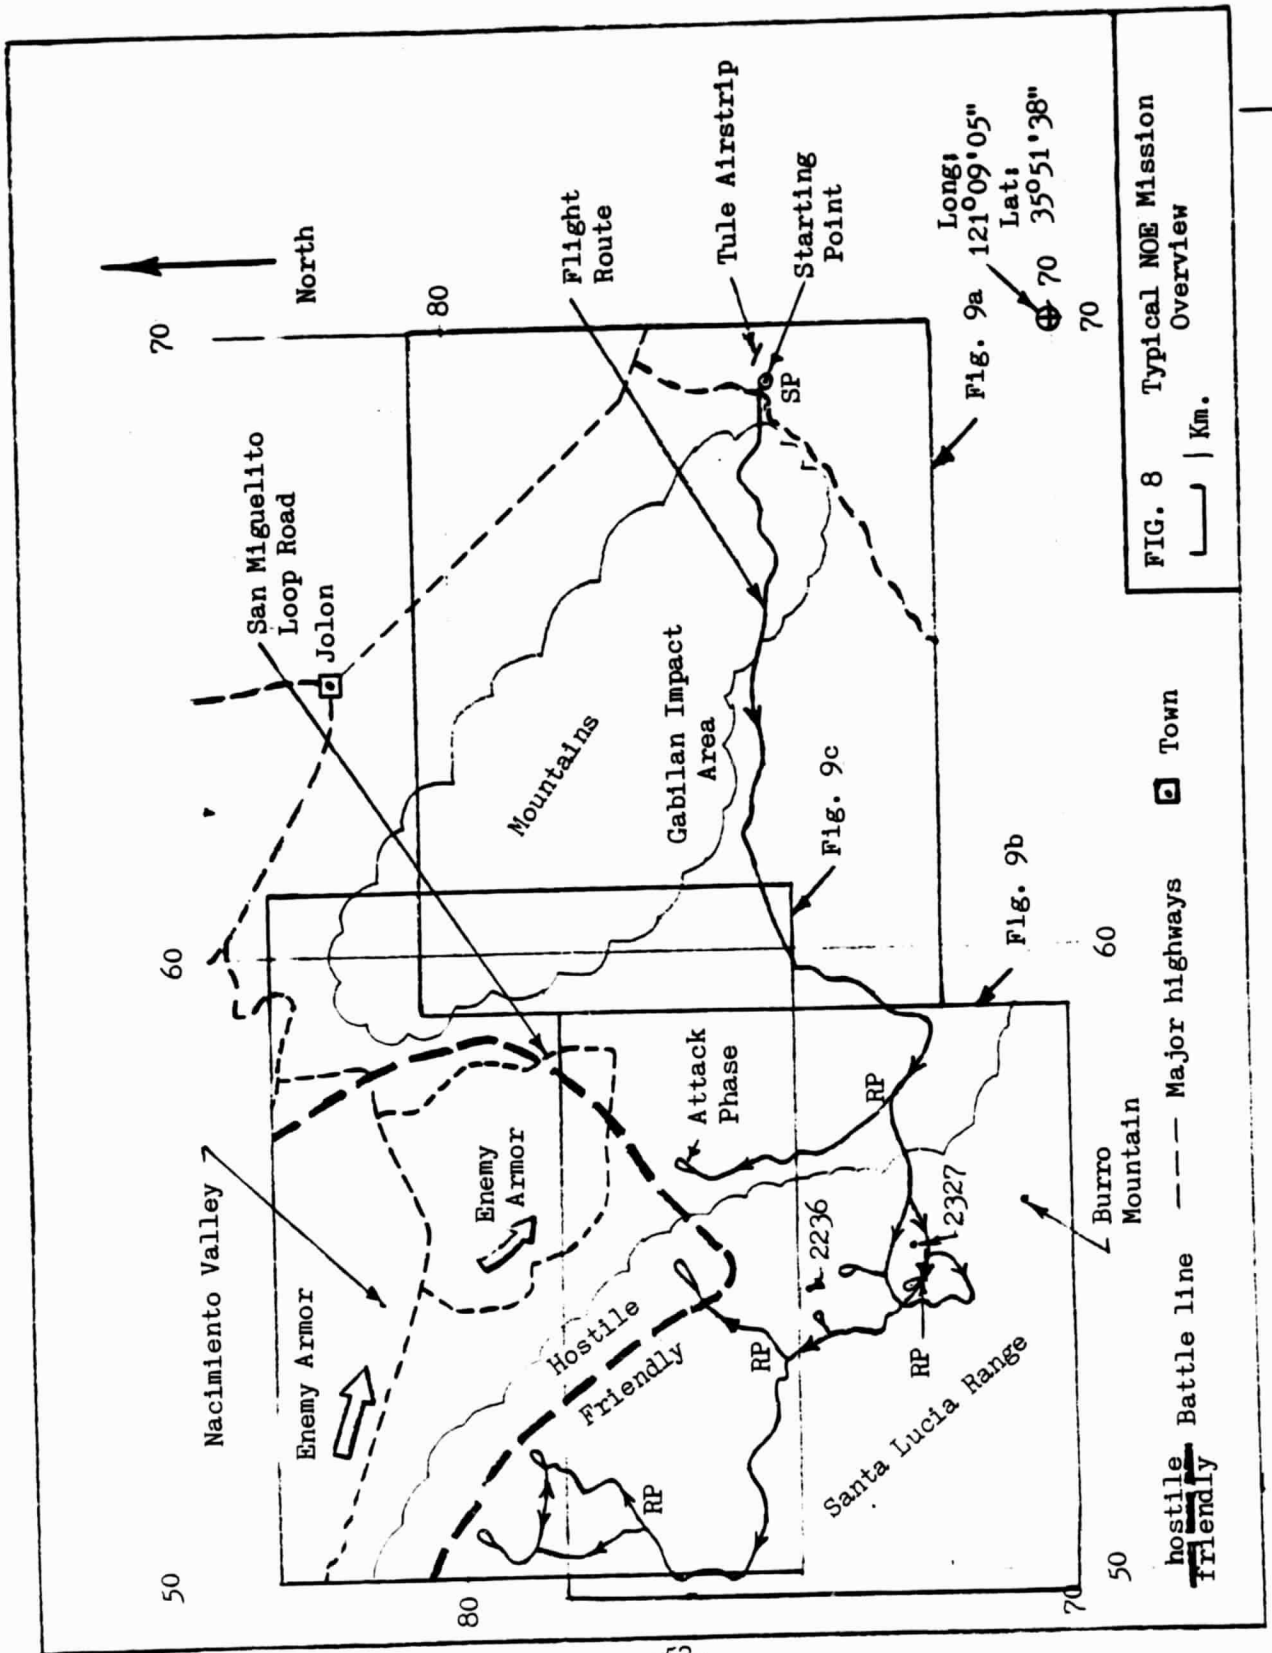 70
North
San Miguelito
Loop Road
Jolon
80
Flight
Route
Tule Airstrip
Starting
Point
SP
Long:
Fig. 9a 121°09'05"
Lat:
70 35°51'38"
70
60
Mountains
Gabilan Impact
Area
Fig. 9c
Fig. 9b
60
Nacimiento Valley
Enemy Armor
Enemy
Armor
Attack
Phase
RP
2236
2327
Burro
Mountain
Hostile
Friendly
RP
RP
RP
Santa Lucia Range
50
80
70
50
hostile
friendly Battle line --- Major highways Town
FIG. 8 Typical NOE Mission
Overview
1 Km.